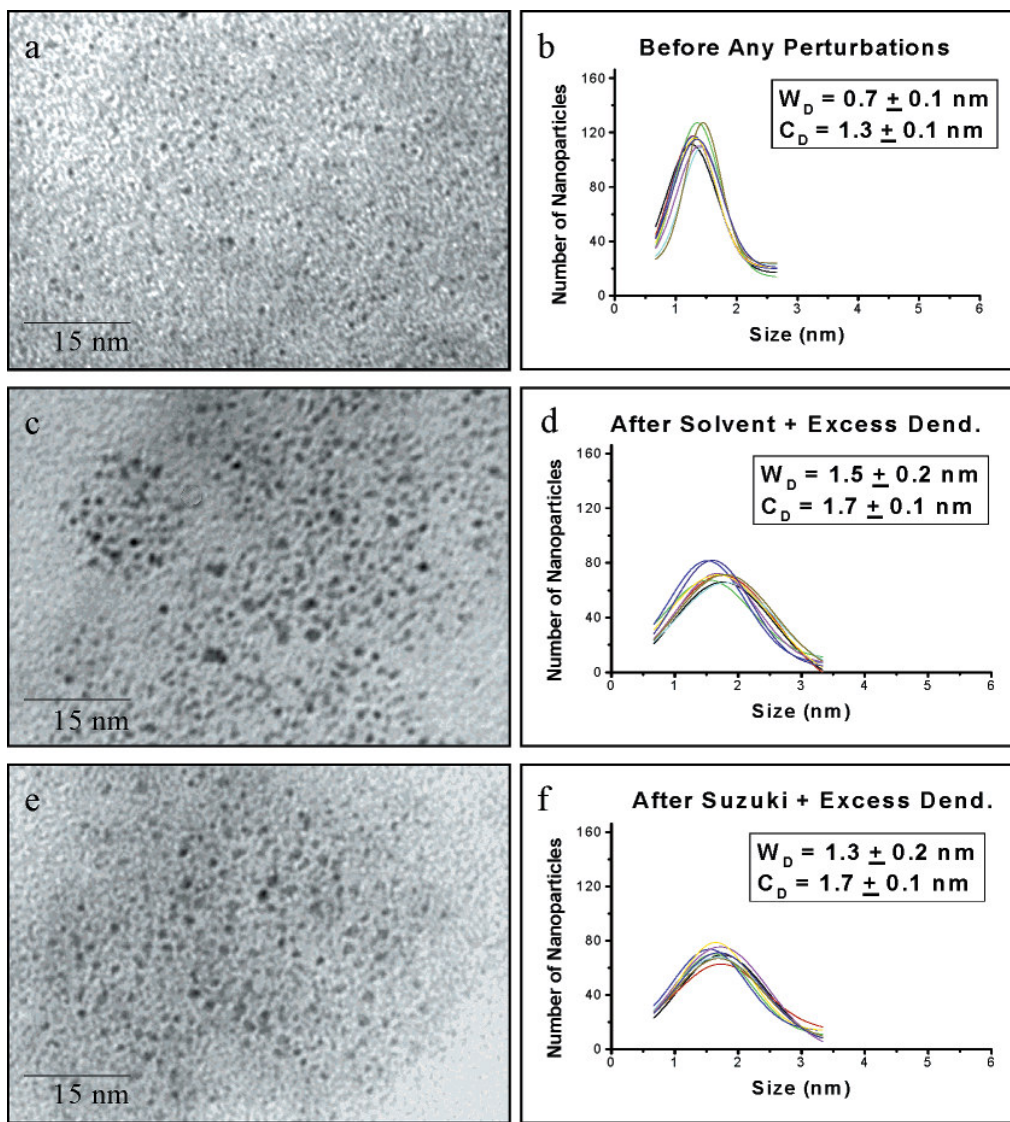 a
15 nm
b
Before Any Perturbations
W_D = 0.7 ± 0.1 nm
C_D = 1.3 ± 0.1 nm
Number of Nanoparticles
160
120
80
40
0
0 1 2 3 4 5 6
Size (nm)
c
15 nm
d
After Solvent + Excess Dend.
W_D = 1.5 ± 0.2 nm
C_D = 1.7 ± 0.1 nm
Number of Nanoparticles
160
120
80
40
0
0 1 2 3 4 5 6
Size (nm)
e
15 nm
f
After Suzuki + Excess Dend.
W_D = 1.3 ± 0.2 nm
C_D = 1.7 ± 0.1 nm
Number of Nanoparticles
160
120
80
40
0
0 1 2 3 4 5 6
Size (nm)